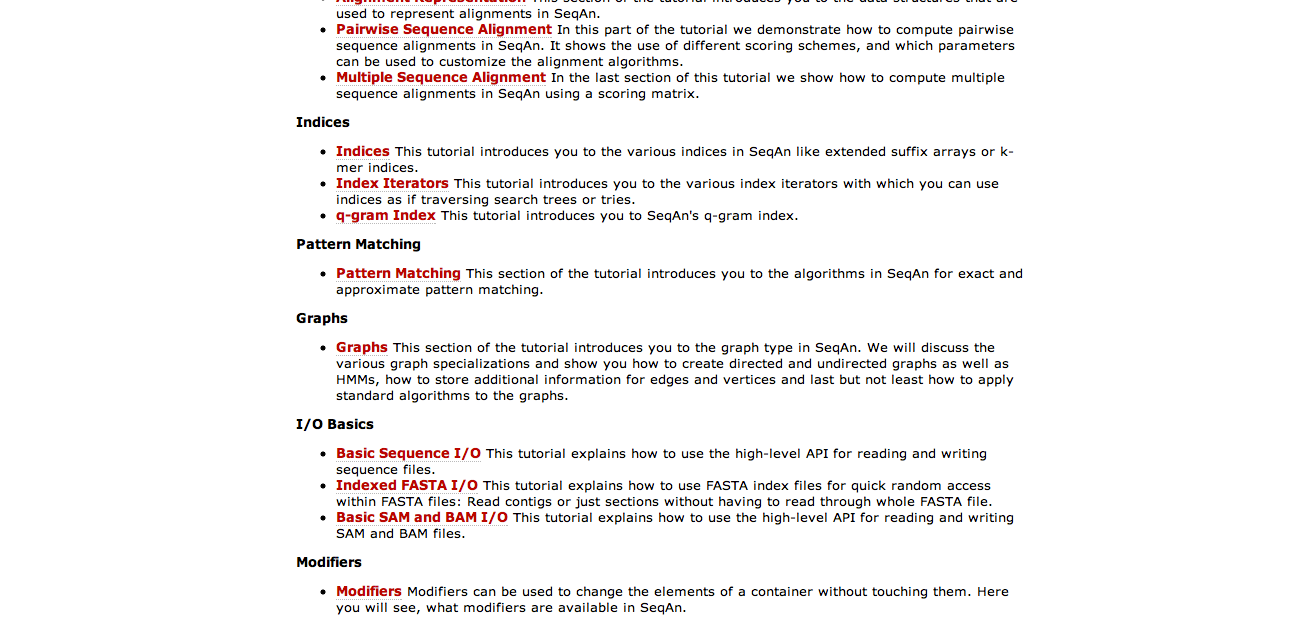 Alignment Representation This section of the tutorial introduces you to the data structures that are
used to represent alignments in SeqAn.
Pairwise Sequence Alignment In this part of the tutorial we demonstrate how to compute pairwise
sequence alignments in SeqAn. It shows the use of different scoring schemes, and which parameters
can be used to customize the alignment algorithms.
Multiple Sequence Alignment In the last section of this tutorial we show how to compute multiple
sequence alignments in SeqAn using a scoring matrix.
Indices
Indices This tutorial introduces you to the various indices in SeqAn like extended suffix arrays or k-
mer indices.
Index Iterators This tutorial introduces you to the various index iterators with which you can use
indices as if traversing search trees or tries.
q-gram Index This tutorial introduces you to SeqAn's q-gram index.
Pattern Matching
Pattern Matching This section of the tutorial introduces you to the algorithms in SeqAn for exact and
approximate pattern matching.
Graphs
Graphs This section of the tutorial introduces you to the graph type in SeqAn. We will discuss the
various graph specializations and show you how to create directed and undirected graphs as well as
HMMs, how to store additional information for edges and vertices and last but not least how to apply
standard algorithms to the graphs.
I/O Basics
Basic Sequence I/O This tutorial explains how to use the high-level API for reading and writing
sequence files.
Indexed FASTA I/O This tutorial explains how to use FASTA index files for quick random access
within FASTA files: Read contigs or just sections without having to read through whole FASTA file.
Basic SAM and BAM I/O This tutorial explains how to use the high-level API for reading and writing
SAM and BAM files.
Modifiers
Modifiers Modifiers can be used to change the elements of a container without touching them. Here
you will see, what modifiers are available in SeqAn.